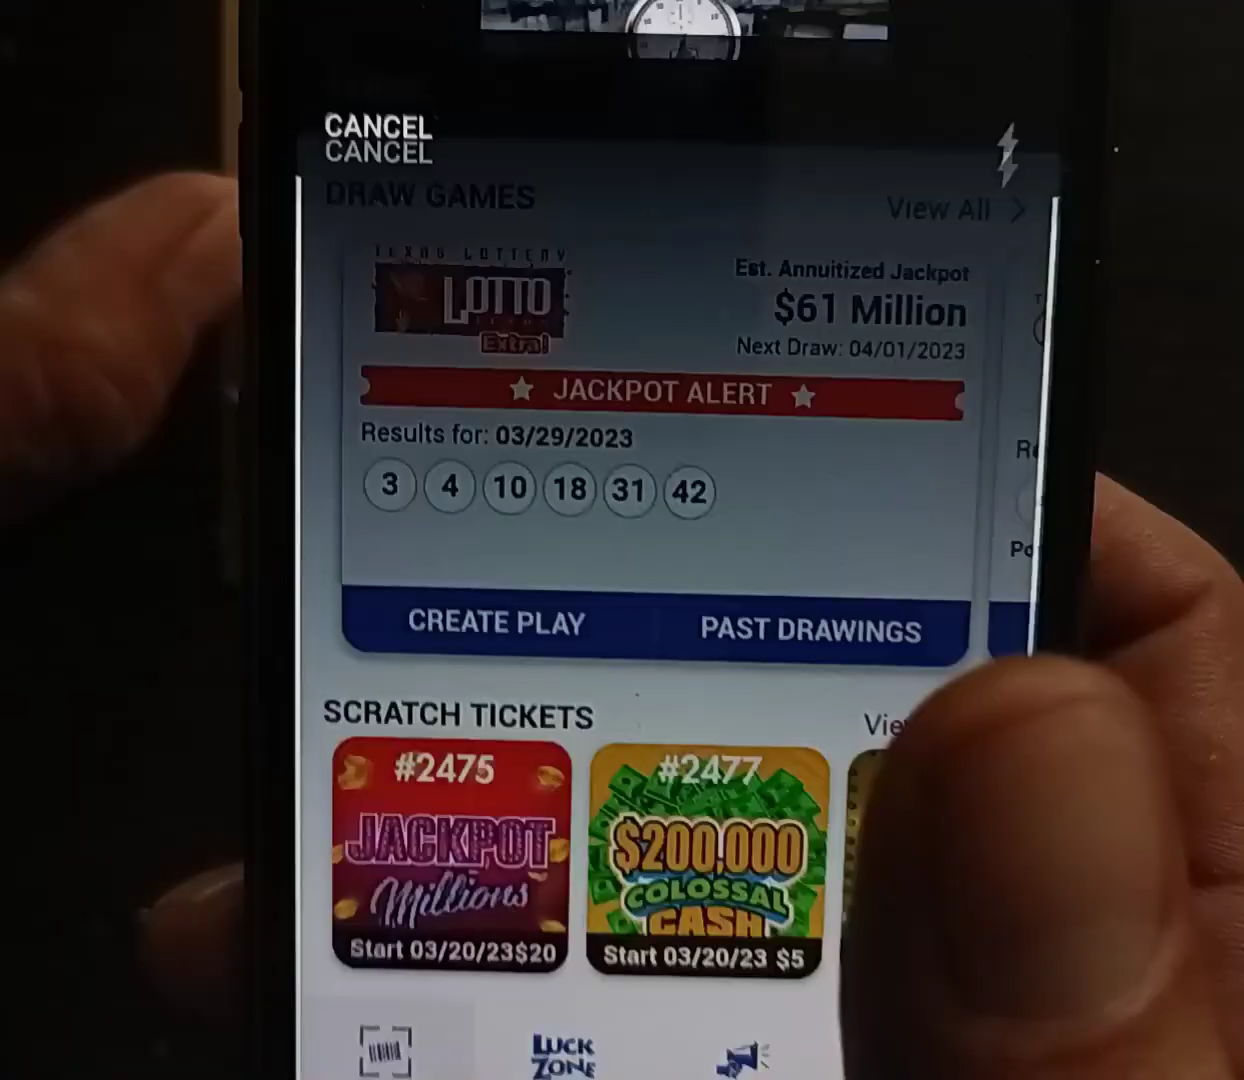 CANCEL
CANCEL
DRAW GAMES
View All
TEXAS LOTTERY
LOTTO
Extra!
Est. Annuitized Jackpot
$61 Million
Next Draw: 04/01/2023
JACKPOT ALERT
Results for: 03/29/2023
3 4 10 18 31 42
CREATE PLAY
PAST DRAWINGS
SCRATCH TICKETS
#2475
JACKPOT
Millions
Start 03/20/23 $20
#2477
$200,000
COLOSSAL
CASH
Start 03/20/23 $5
LUCK
ZONE